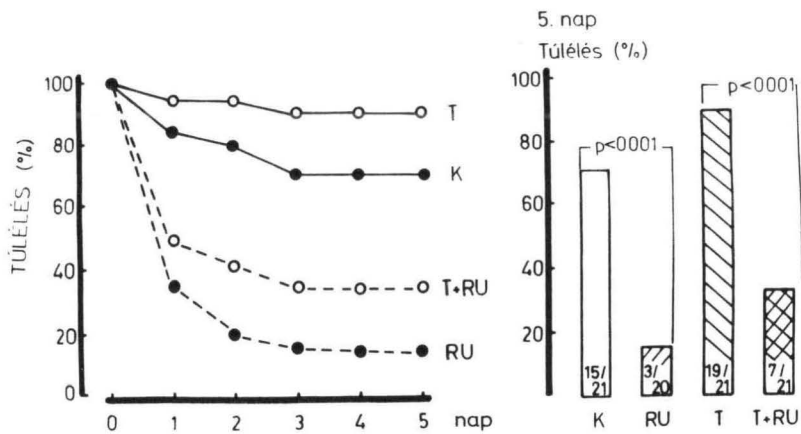 TÚLÉLÉS (%)
100
80
60
40
20
0
0 1 2 3 4 5 nap
T
K
T+RU
RU
5. nap
Túlélés (%)
100
80
60
40
20
p<0001
p<0001
15/21
3/20
19/21
7/21
K RU T T+RU